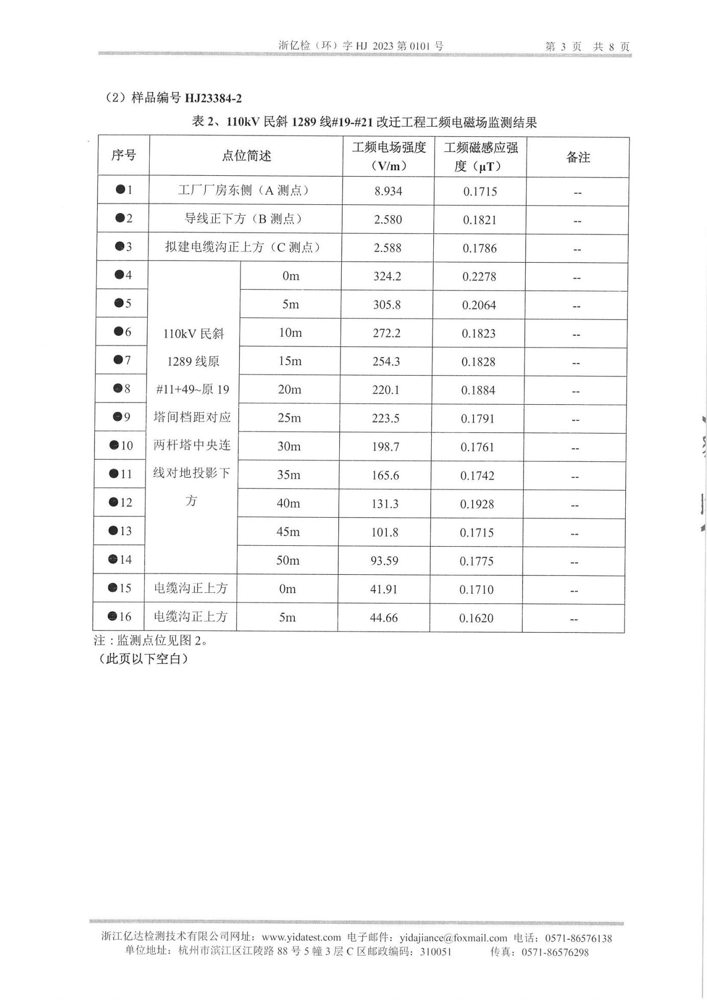 浙亿检（环）字 HJ 2023 第 0101 号 第 3 页 共 8 页
（2）样品编号 HJ23384-2
表 2、110kV 民斜 1289 线#19-#21 改迁工程工频电磁场监测结果
序号 点位简述 工频电场强度（V/m） 工频磁感应强度（μT） 备注
●1 工厂厂房东侧（A 测点） 8.934 0.1715 --
●2 导线正下方（B 测点） 2.580 0.1821 --
●3 拟建电缆沟正上方（C 测点） 2.588 0.1786 --
110kV 民斜
1289 线原
#11+49~原 19
塔间档距对应
两杆塔中央连
线对地投影下
方
●4 0m 324.2 0.2278 --
●5 5m 305.8 0.2064 --
●6 10m 272.2 0.1823 --
●7 15m 254.3 0.1828 --
●8 20m 220.1 0.1884 --
●9 25m 223.5 0.1791 --
●10 30m 198.7 0.1761 --
●11 35m 165.6 0.1742 --
●12 40m 131.3 0.1928 --
●13 45m 101.8 0.1715 --
●14 50m 93.59 0.1775 --
●15 电缆沟正上方 0m 41.91 0.1710 --
●16 电缆沟正上方 5m 44.66 0.1620 --
注：监测点位见图 2。
（此页以下空白）
浙江亿达检测技术有限公司网址：www.yidatest.com 电子邮件：yidajiance@foxmail.com 电话：0571-86576138
单位地址：杭州市滨江区江陵路 88 号 5 幢 3 层 C 区邮政编码：310051 传真：0571-86576298